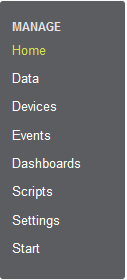 MANAGE
Home
Data
Devices
Events
Dashboards
Scripts
Settings
Start